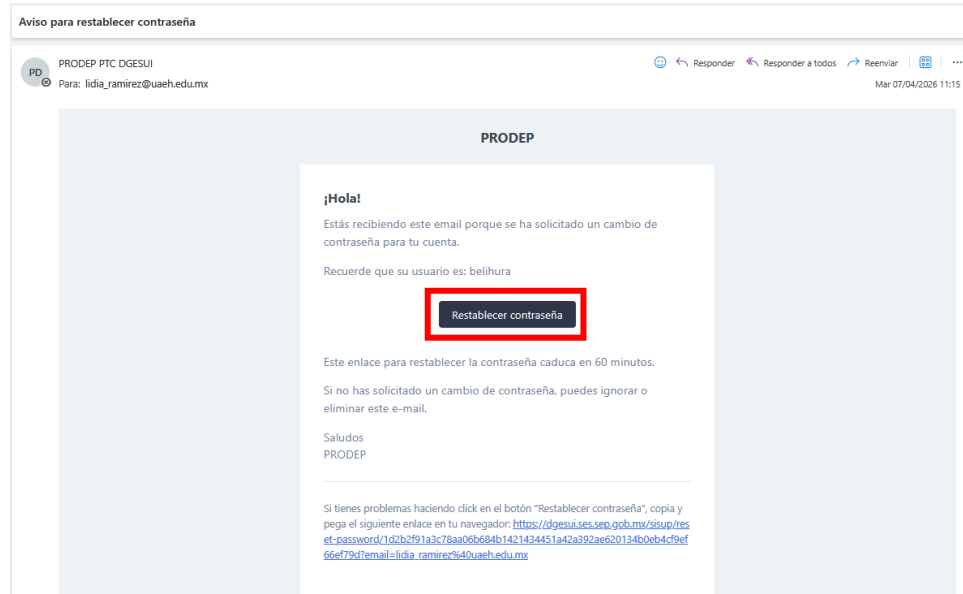 Aviso para restablecer contraseña
PD
PRODEP PTC DGESUI
Responder
Responder a todos
Reenviar
Para: lidia_ramirez@uaeh.edu.mx
Mar 07/04/2026 11:15
PRODEP
¡Hola!
Estás recibiendo este email porque se ha solicitado un cambio de
contraseña para tu cuenta.
Recuerde que su usuario es: belihura
Restablecer contraseña
Este enlace para restablecer la contraseña caduca en 60 minutos.
Si no has solicitado un cambio de contraseña, puedes ignorar o
eliminar este e-mail.
Saludos
PRODEP
Si tienes problemas haciendo click en el botón "Restablecer contraseña", copia y
pega el siguiente enlace en tu navegador: https://dgesui.ses.sep.gob.mx/sisup/res
et-password/1d2b2f91a3c78aa06b684b1421434451a42a392ae620134b0eb4cf9ef
66ef79d?email=lidia_ramirez%40uaeh.edu.mx